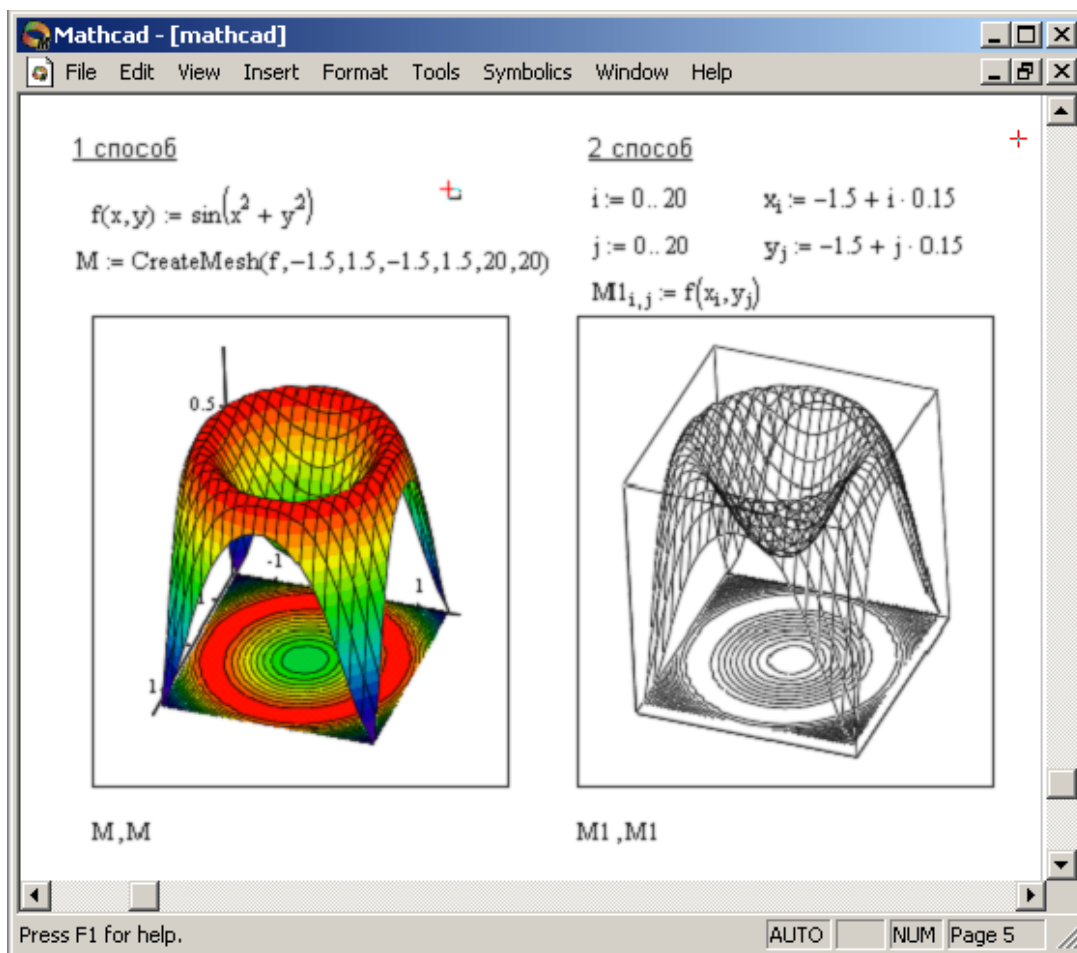 Mathcad - [mathcad]
File Edit View Insert Format Tools Symbolics Window Help
1 способ
f(x,y) := sin(x² + y²)
M := CreateMesh(f,−1.5,1.5,−1.5,1.5,20,20)
0.5
-1
1
1
1
M,M
2 способ
i := 0..20 xᵢ := −1.5 + i · 0.15
j := 0..20 yⱼ := −1.5 + j · 0.15
M1ᵢ,ⱼ := f(xᵢ,yⱼ)
M1,M1
Press F1 for help. AUTO NUM Page 5